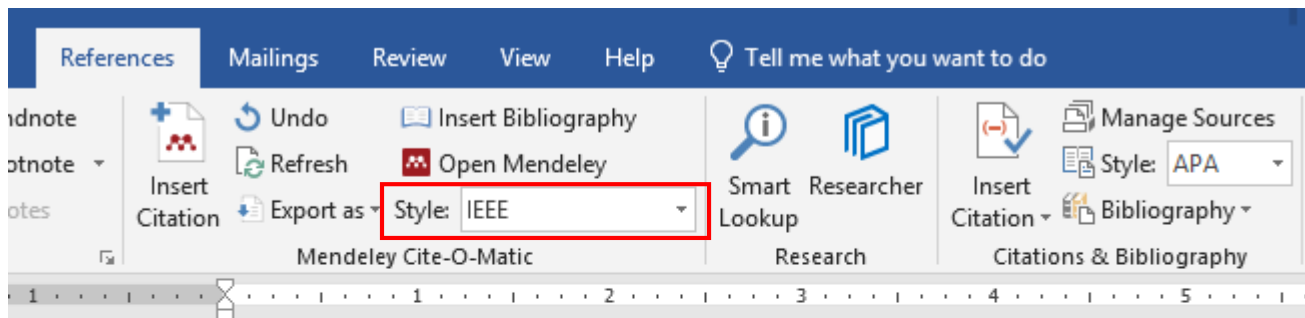 References Mailings Review View Help Tell me what you want to do
ndnote Undo Insert Bibliography Manage Sources
otnote Refresh Open Mendeley Style: APA
Insert Citation Export as Style: IEEE Smart Lookup Researcher Insert Citation Bibliography
otes
Mendeley Cite-O-Matic Research Citations & Bibliography
1 1 2 3 4 5